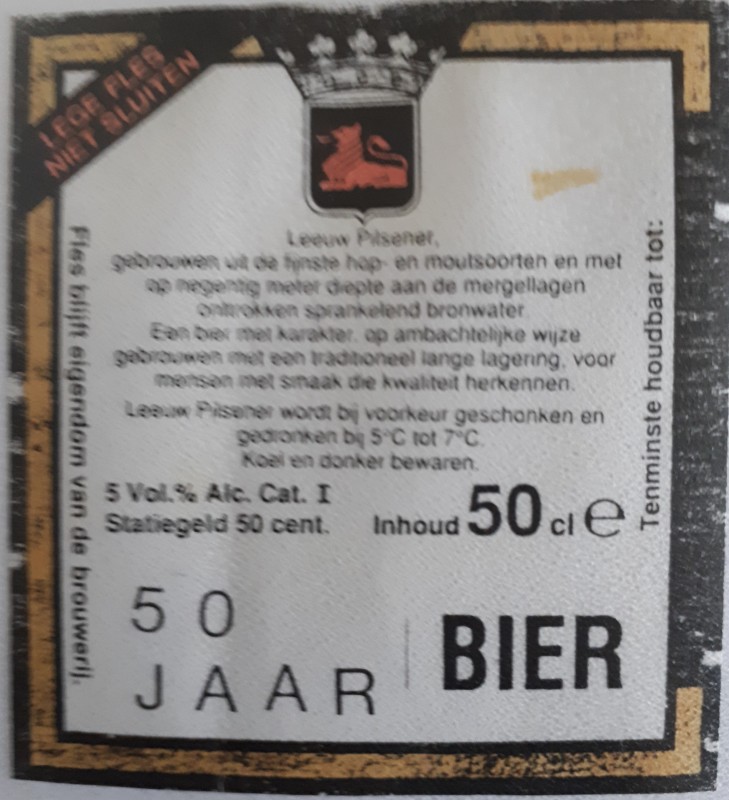 LEGE FLES
NIET SLUITEN
Leeuw Pilsener,
gebrouwen uit de fijnste hop- en moutsoorten en met
op negentig meter diepte aan de mergellagen
onttrokken sprankelend bronwater.
Een bier met karakter, op ambachtelijke wijze
gebrouwen met een traditioneel lange lagering, voor
mensen met smaak die kwaliteit herkennen.
Leeuw Pilsener wordt bij voorkeur geschonken en
gedronken bij 5°C tot 7°C.
Koel en donker bewaren.
5 Vol.% Alc. Cat. I
Statiegeld 50 cent.
Inhoud 50 cl e
50
JAAR
BIER
Fles blijft eigendom van de brouwerij.
Tenminste houdbaar tot: